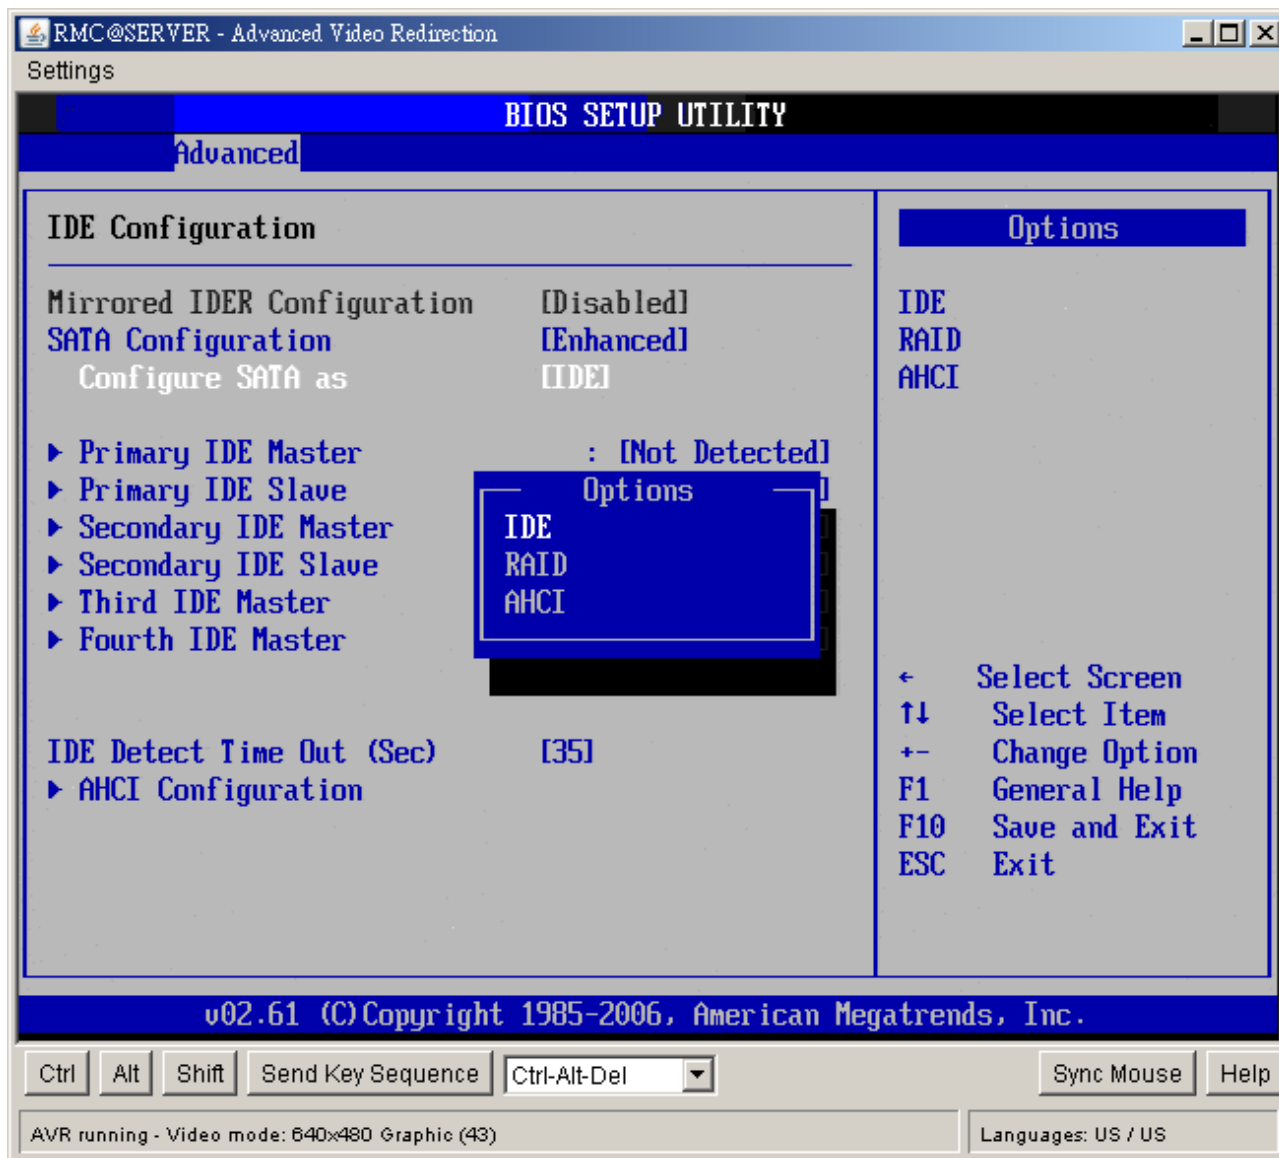 RMC@SERVER - Advanced Video Redirection
Settings
BIOS SETUP UTILITY
Advanced
IDE Configuration
Mirrored IDER Configuration [Disabled]
SATA Configuration [Enhanced]
Configure SATA as [IDE]
Primary IDE Master : [Not Detected]
Primary IDE Slave
Secondary IDE Master
Secondary IDE Slave
Third IDE Master
Fourth IDE Master
Options
IDE
RAID
AHCI
IDE Detect Time Out (Sec) [35]
AHCI Configuration
Options
IDE
RAID
AHCI
← Select Screen
↑↓ Select Item
+- Change Option
F1 General Help
F10 Save and Exit
ESC Exit
v02.61 (C)Copyright 1985-2006, American Megatrends, Inc.
Ctrl Alt Shift Send Key Sequence Ctrl-Alt-Del Sync Mouse Help
AVR running - Video mode: 640x480 Graphic (43) Languages: US / US